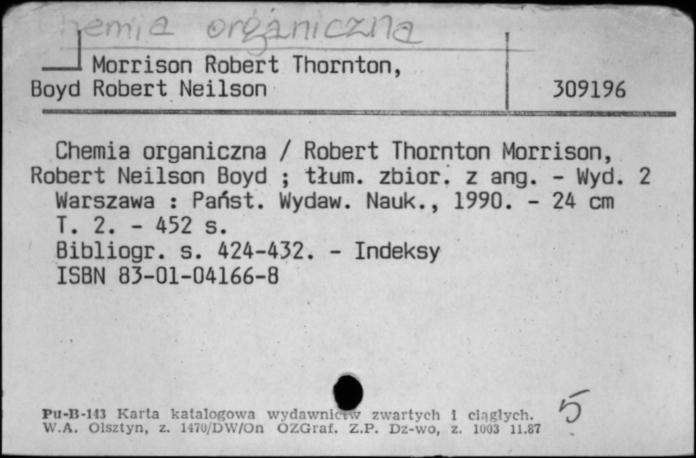 Chemia organiczna
Morrison Robert Thornton,
Boyd Robert Neilson 309196
Chemia organiczna / Robert Thornton Morrison,
Robert Neilson Boyd ; tłum. zbior. z ang. - Wyd. 2
Warszawa : Państ. Wydaw. Nauk., 1990. - 24 cm
T. 2. - 452 s.
Bibliogr. s. 424-432. - Indeksy
ISBN 83-01-04166-8
5
Pu-B-143 Karta katalogowa wydawnictw zwartych i ciągłych.
W.A. Olsztyn, z. 1470/DW/On OZGraf. Z.P. Dz-wo, z. 1003 11.87